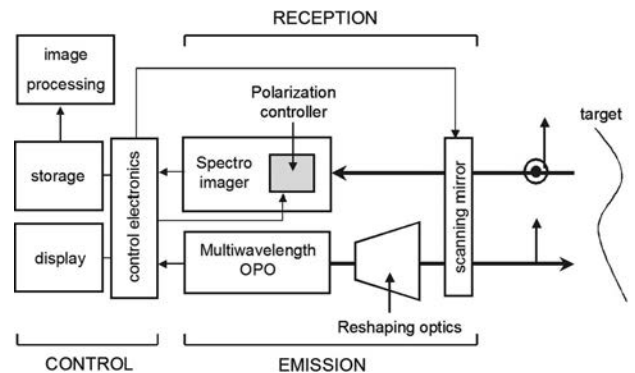 RECEPTION
image
processing
Polarization
controller
target
storage
control electronics
Spectro
imager
scanning mirror
display
Multiwavelength
OPO
Reshaping optics
CONTROL
EMISSION